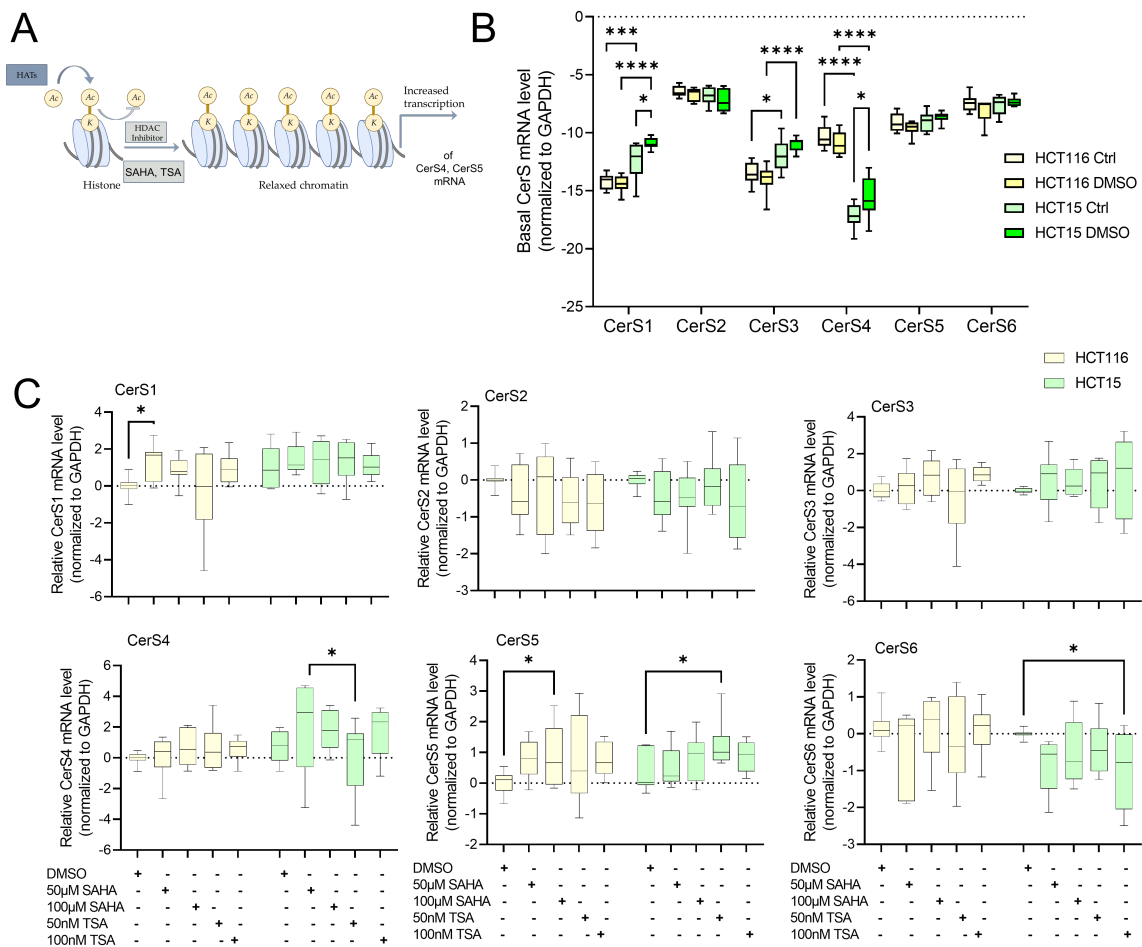 A
HATs
Ac
Ac
Ac
K
HDAC
Inhibitor
SAHA, TSA
Histone
Ac
Ac
Ac
Ac
Ac
K
K
K
K
K
Relaxed chromatin
Increased
transcription
of
CerS4, CerS5
mRNA
B
Basal CerS mRNA level
(normalized to GAPDH)
0
-5
-10
-15
-20
-25
***
****
*
*
****
****
****
*
CerS1 CerS2 CerS3 CerS4 CerS5 CerS6
HCT116 Ctrl
HCT116 DMSO
HCT15 Ctrl
HCT15 DMSO
HCT116
HCT15
C
CerS1
Relative CerS1 mRNA level
(normalized to GAPDH)
4
2
0
-2
-4
-6
*
CerS2
Relative CerS2 mRNA level
(normalized to GAPDH)
2
1
0
-1
-2
-3
CerS3
Relative CerS3 mRNA level
(normalized to GAPDH)
4
2
0
-2
-4
-6
CerS4
Relative CerS4 mRNA level
(normalized to GAPDH)
6
4
2
0
-2
-4
-6
*
CerS5
Relative CerS5 mRNA level
(normalized to GAPDH)
4
3
2
1
0
-1
-2
*
*
CerS6
Relative CerS6 mRNA level
(normalized to GAPDH)
2
1
0
-1
-2
-3
*
DMSO + - - - - + - - - -
50µM SAHA - + - - - - + - - -
100µM SAHA - - + - - - - + - -
50nM TSA - - - + - - - - + -
100nM TSA - - - - + - - - - +
DMSO + - - - - + - - - -
50µM SAHA - + - - - - + - - -
100µM SAHA - - + - - - - + - -
50nM TSA - - - + - - - - + -
100nM TSA - - - - + - - - - +
DMSO + - - - - + - - - -
50µM SAHA - + - - - - + - - -
100µM SAHA - - + - - - - + - -
50nM TSA - - - + - - - - + -
100nM TSA - - - - + - - - - +